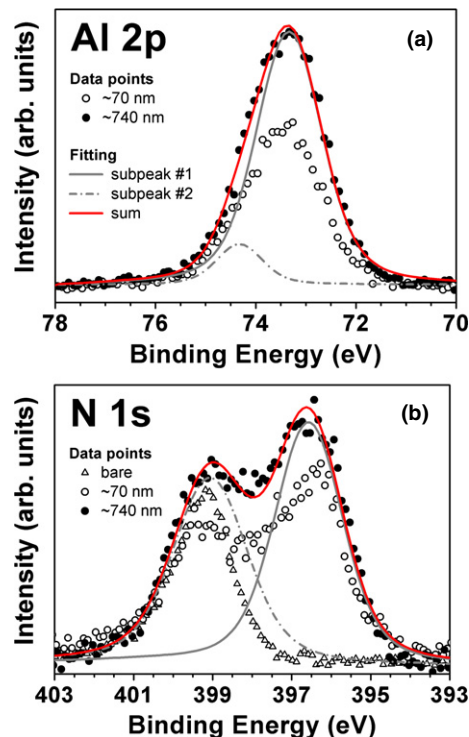 Al 2p
(a)
Data points
~70 nm
~740 nm
Fitting
subpeak #1
subpeak #2
sum
Intensity (arb. units)
78 76 74 72 70
Binding Energy (eV)
N 1s
(b)
Data points
bare
~70 nm
~740 nm
Intensity (arb. units)
403 401 399 397 395 393
Binding Energy (eV)